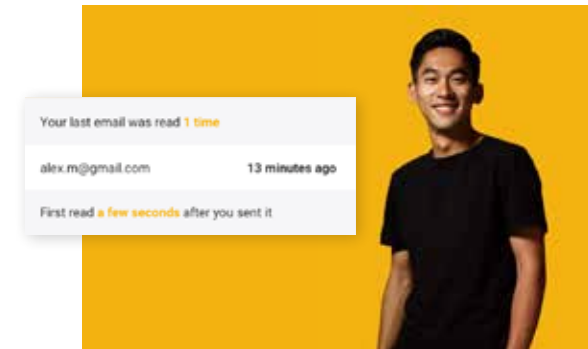 Your last email was read 1 time
alex.m@gmail.com 13 minutes ago
First read a few seconds after you sent it